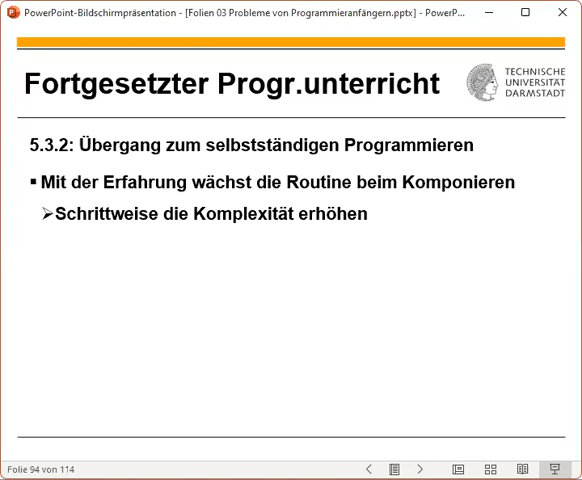 PowerPoint-Bildschirmpräsentation - [Folien 03 Probleme von Programmieranfängern.pptx] - PowerP...
Fortgesetzter Progr.unterricht
TECHNISCHE
UNIVERSITÄT
DARMSTADT
5.3.2: Übergang zum selbstständigen Programmieren
▪ Mit der Erfahrung wächst die Routine beim Komponieren
➢Schrittweise die Komplexität erhöhen
Folie 94 von 114